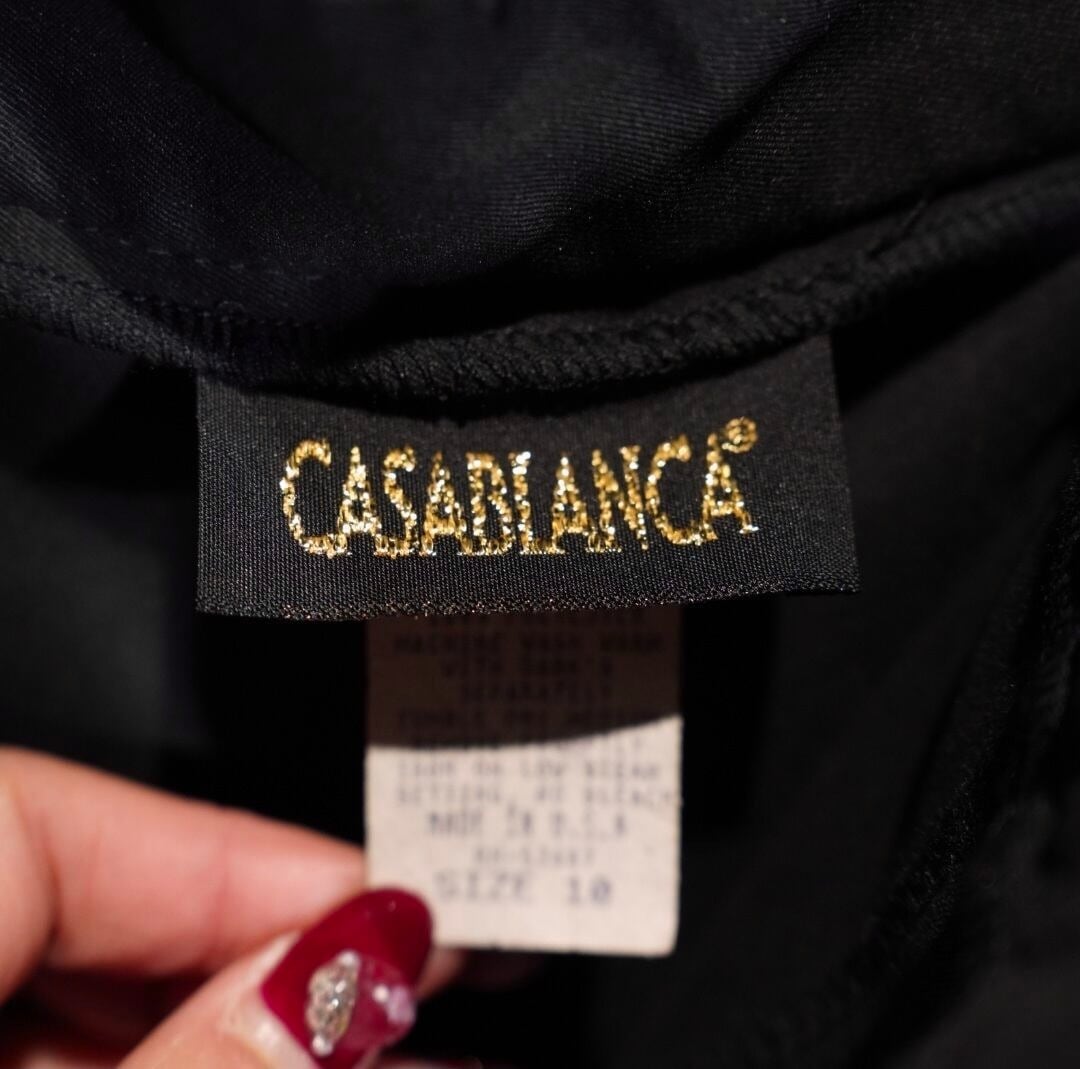 CASABLANCA®
MACHINE WASH WARM
WITH DARK'S
SEPARATELY
TUMBLE DRY
IRON ON LOW STEAM
SETTING, NO BLEACH
MADE IN U.S.A
SIZE 10